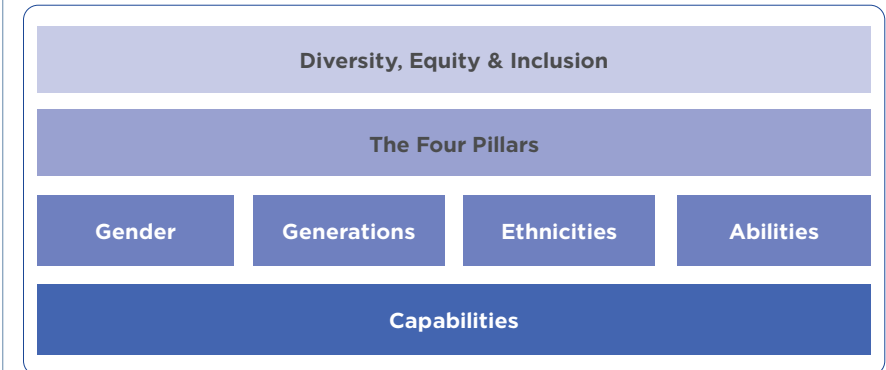 Diversity, Equity & Inclusion
The Four Pillars
Gender
Generations
Ethnicities
Abilities
Capabilities